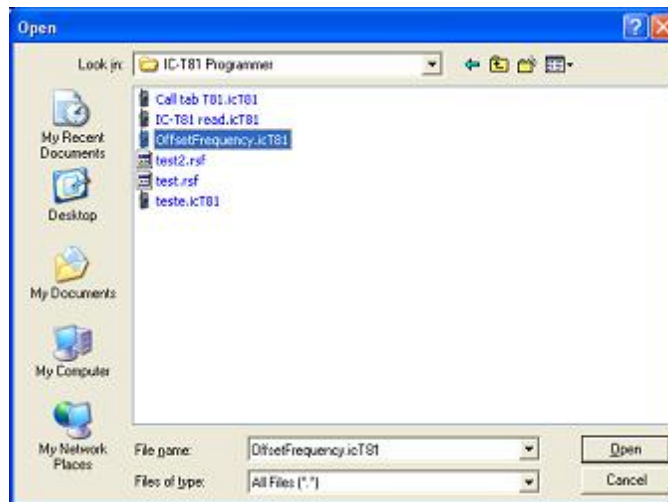 Open
Look in:
IC-T81 Programmer
My Recent
Documents
Desktop
My Documents
My Computer
My Network
Places
Call tab T81.icT81
IC-T81 read.icT81
OffsetFrequency.icT81
test2.rsf
test.rsf
teste.icT81
File name:
OffsetFrequency.icT81
Open
Files of type:
All Files (*.*)
Cancel